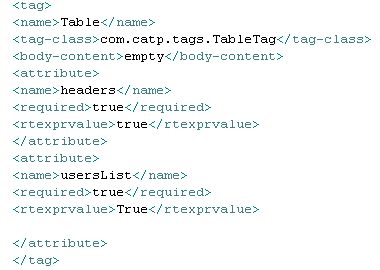 <tag>
<name>Table</name>
<tag-class>com.catp.tags.TableTag</tag-class>
<body-content>empty</body-content>
<attribute>
<name>headers</name>
<required>true</required>
<rtexprvalue>true</rtexprvalue>
</attribute>
<attribute>
<name>usersList</name>
<required>true</required>
<rtexprvalue>True</rtexprvalue>
</attribute>
</tag>